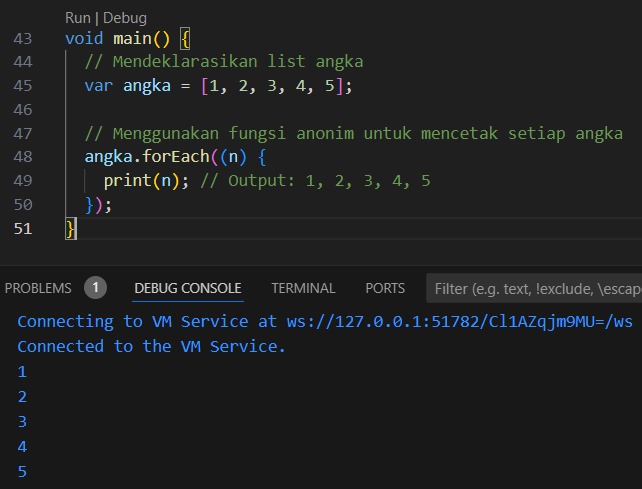 Run | Debug
43 void main() {
44   // Mendeklarasikan list angka
45   var angka = [1, 2, 3, 4, 5];
46
47   // Menggunakan fungsi anonim untuk mencetak setiap angka
48   angka.forEach((n) {
49     print(n); // Output: 1, 2, 3, 4, 5
50   });
51 }
PROBLEMS 1 DEBUG CONSOLE TERMINAL PORTS Filter (e.g. text, !exclude, \escap
Connecting to VM Service at ws://127.0.0.1:51782/Cl1AZqjm9MU=/ws
Connected to the VM Service.
1
2
3
4
5